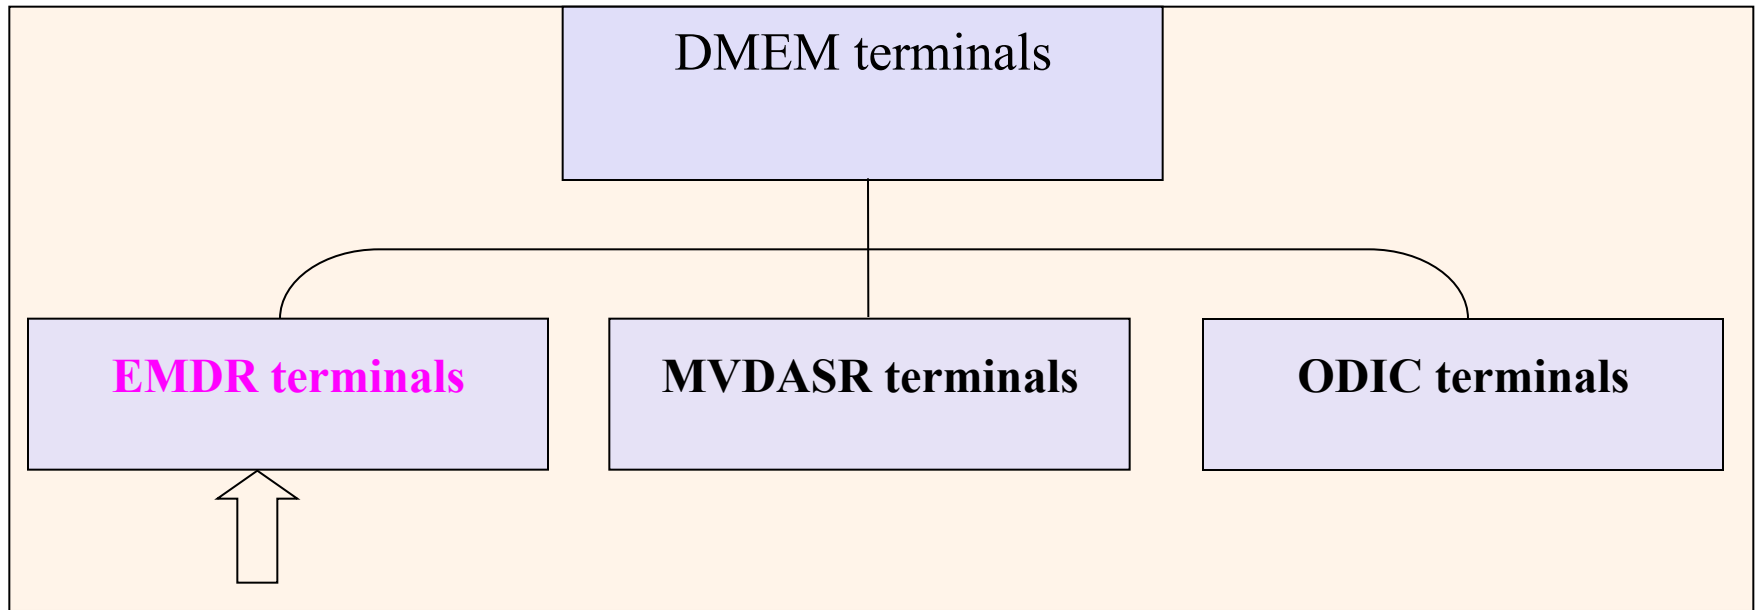 DMEM terminals
EMDR terminals
MVDASR terminals
ODIC terminals